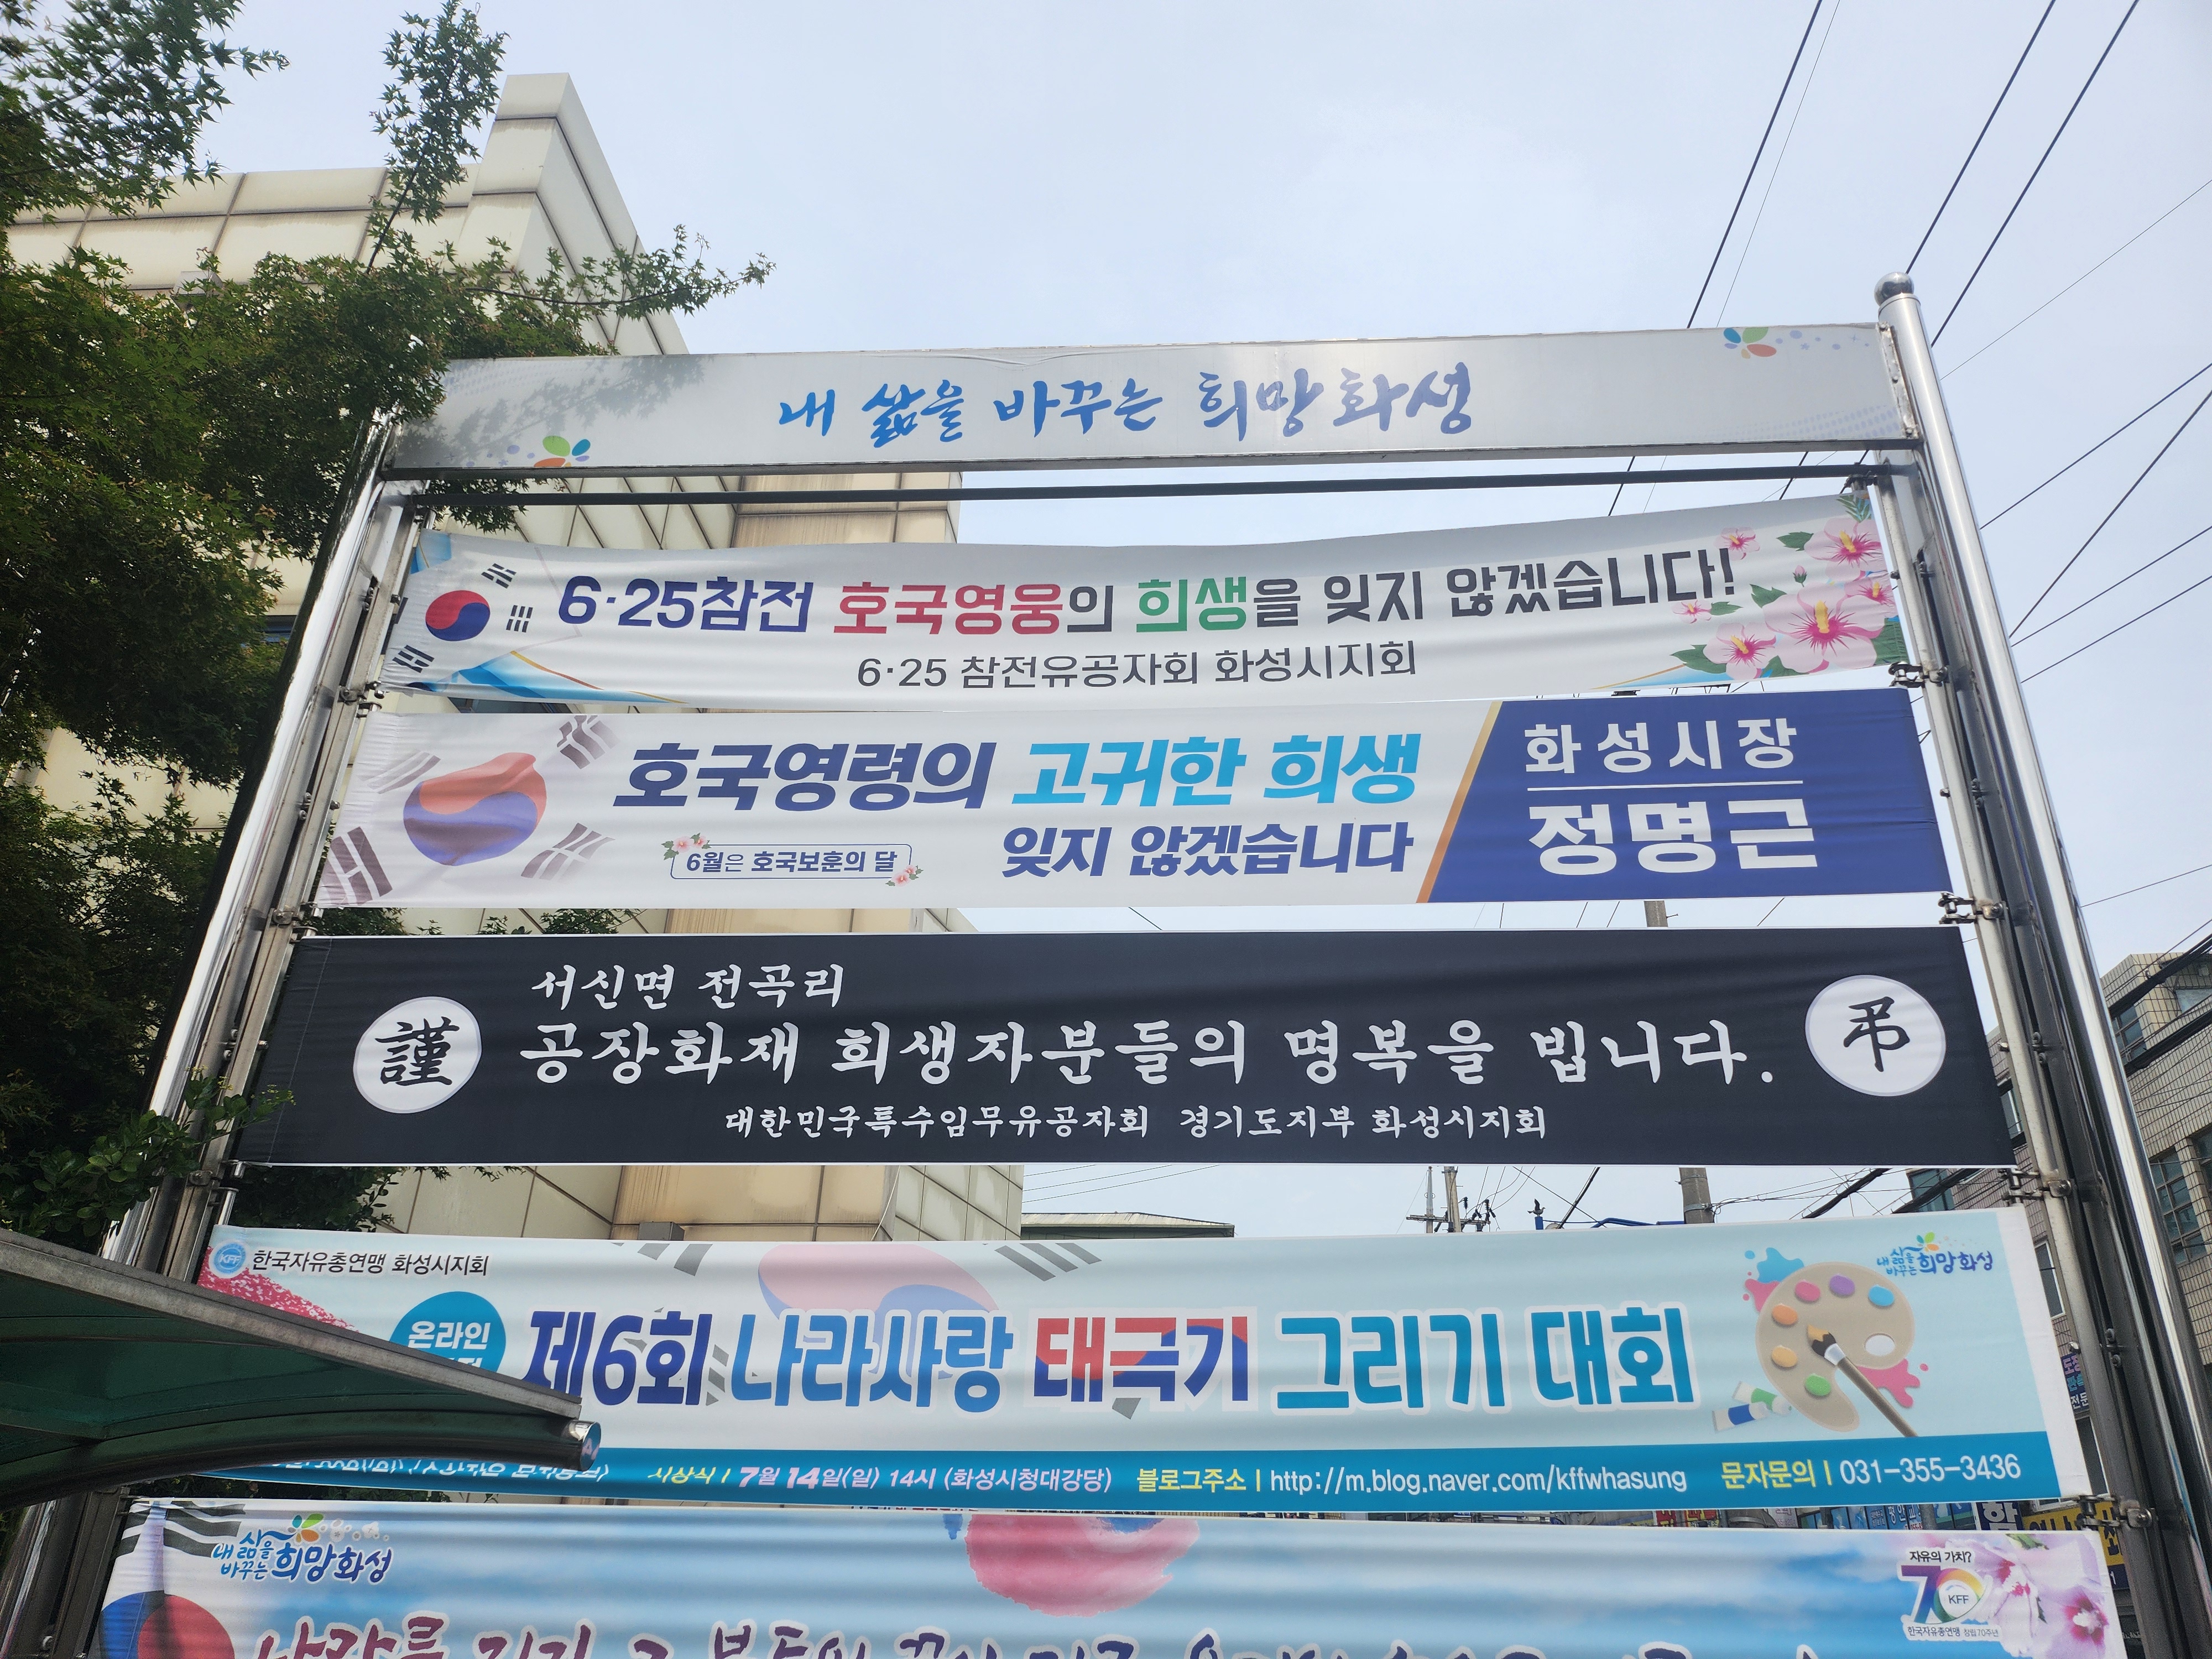 내 삶을 바꾸는 희망화성
6·25참전 호국영웅의 희생을 잊지 않겠습니다!
6·25 참전유공자회 화성시지회
호국영령의 고귀한 희생
잊지 않겠습니다
6월은 호국보훈의 달
화성시장
정명근
謹
서신면 전곡리
공장화재 희생자분들의 명복을 빕니다.
대한민국특수임무유공자회 경기도지부 화성시지회
弔
KFF 한국자유총연맹 화성시지회
내 삶을 바꾸는 희망화성
온라인
제6회 나라사랑 태극기 그리기 대회
시상식 | 7월 14일(일) 14시 (화성시청대강당) 블로그주소 | http://m.blog.naver.com/kffwhasung 문자문의 | 031-355-3436
내 삶을 바꾸는 희망화성
자유의 가치?
70 KFF
한국자유총연맹 창립70주년